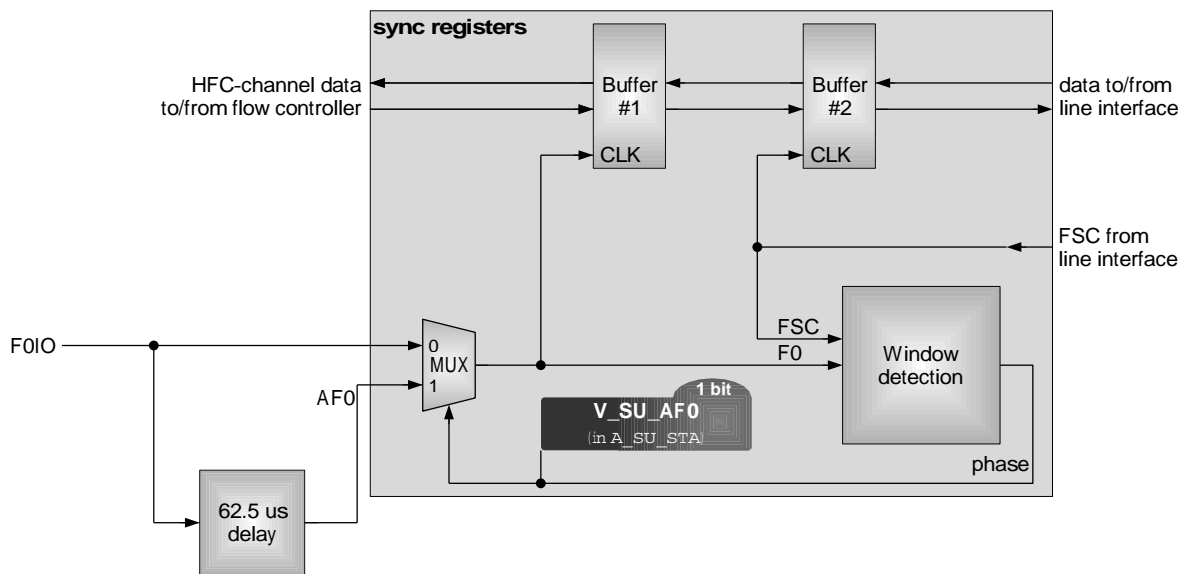 sync registers
HFC-channel data
to/from flow controller
Buffer
#1
CLK
Buffer
#2
CLK
data to/from
line interface
FSC from
line interface
F0IO
AF0
0
MUX
1
FSC
F0
Window
detection
1 bit
V_SU_AF0
(in A_SU_STA)
phase
62.5 us
delay